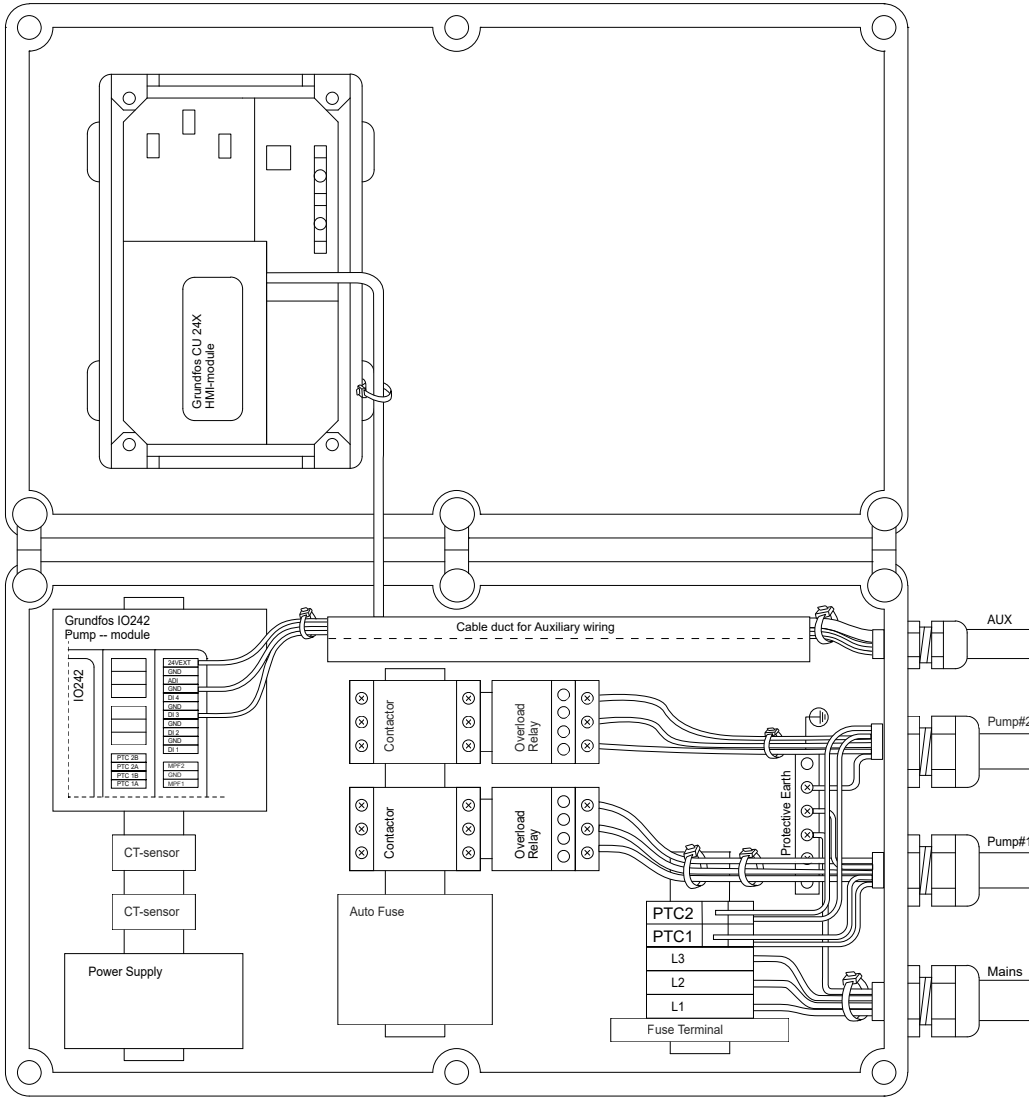 Grundfos CU 24X
HMI-module
Grundfos IO242
Pump -- module
IO242
24VEXT
GND
ADI
GND
DI 4
GND
DI 3
GND
DI 2
GND
DI 1
PTC 2B
PTC 2A
PTC 1B
PTC 1A
MPF2
GND
MPF1
Cable duct for Auxiliary wiring
AUX
Contactor
Overload
Relay
Pump#2
Protective Earth
Contactor
Overload
Relay
Pump#1
CT-sensor
CT-sensor
Power Supply
Auto Fuse
PTC2
PTC1
L3
L2
L1
Fuse Terminal
Mains